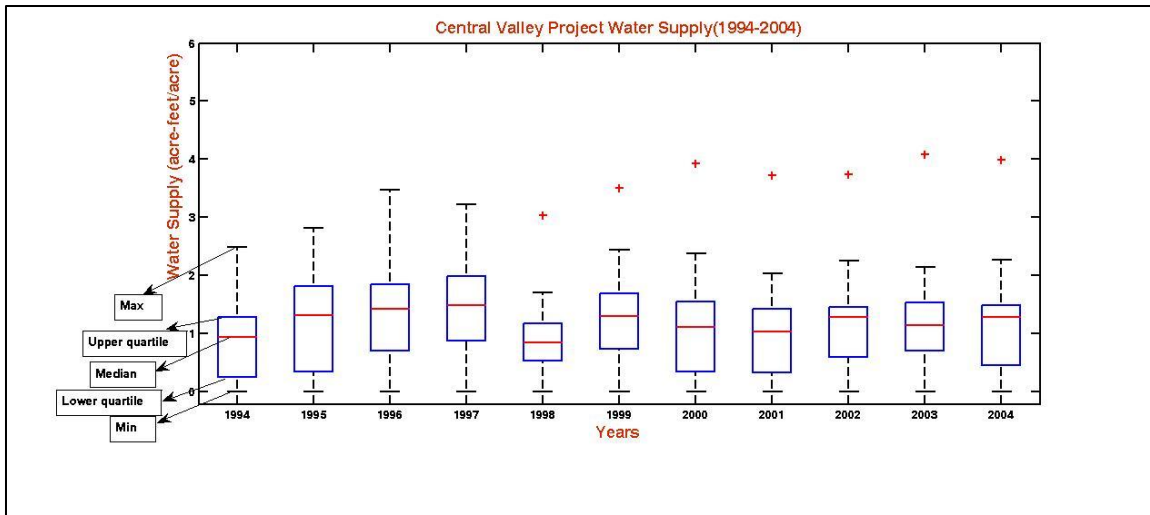 Central Valley Project Water Supply(1994-2004)
Water Supply (acre-feet/acre)
6
5
4
3
2
1
0
Max
Upper quartile
Median
Lower quartile
Min
1994 1995 1996 1997 1998 1999 2000 2001 2002 2003 2004
Years